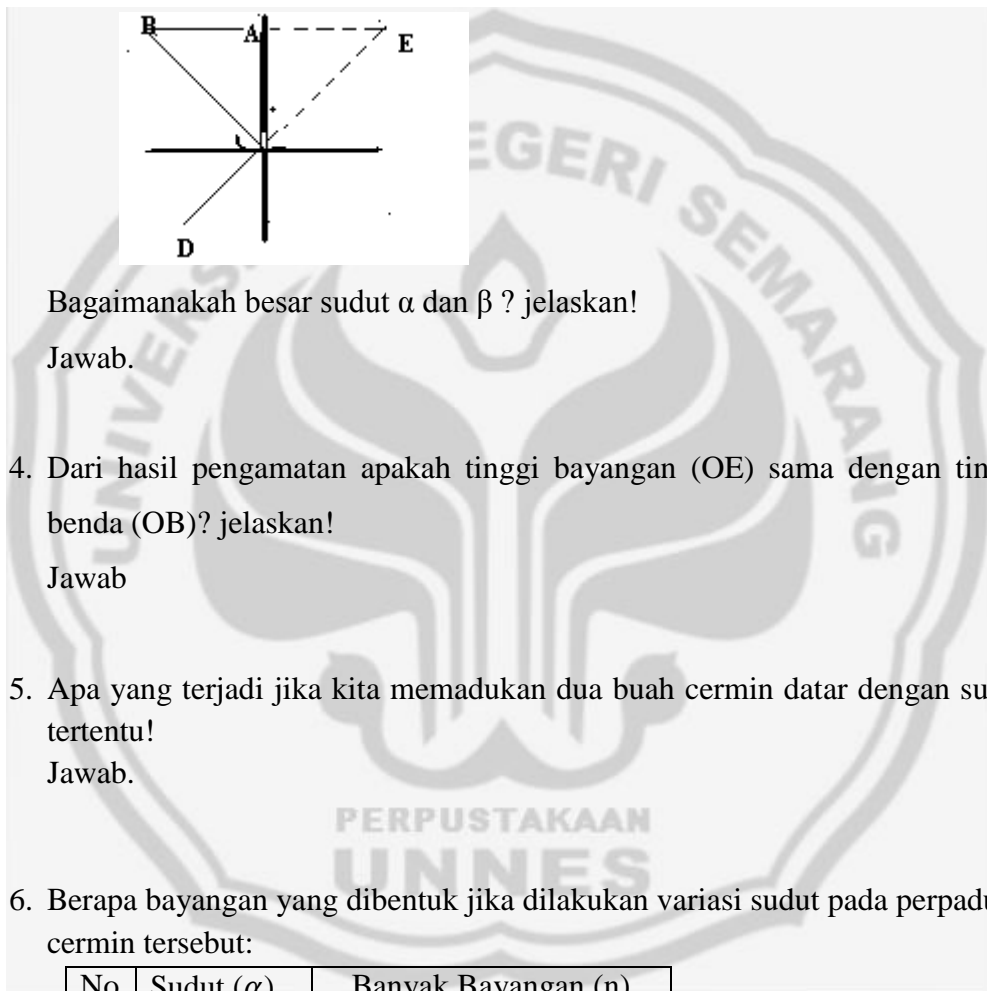 B A E
D
Bagaimanakah besar sudut α dan β ? jelaskan!
Jawab.
4. Dari hasil pengamatan apakah tinggi bayangan (OE) sama dengan tin
benda (OB)? jelaskan!
Jawab
5. Apa yang terjadi jika kita memadukan dua buah cermin datar dengan su
tertentu!
Jawab.
PERPUSTAKAAN
UNNES
6. Berapa bayangan yang dibentuk jika dilakukan variasi sudut pada perpadu
cermin tersebut:
No Sudut (α) Banyak Bayangan (n)